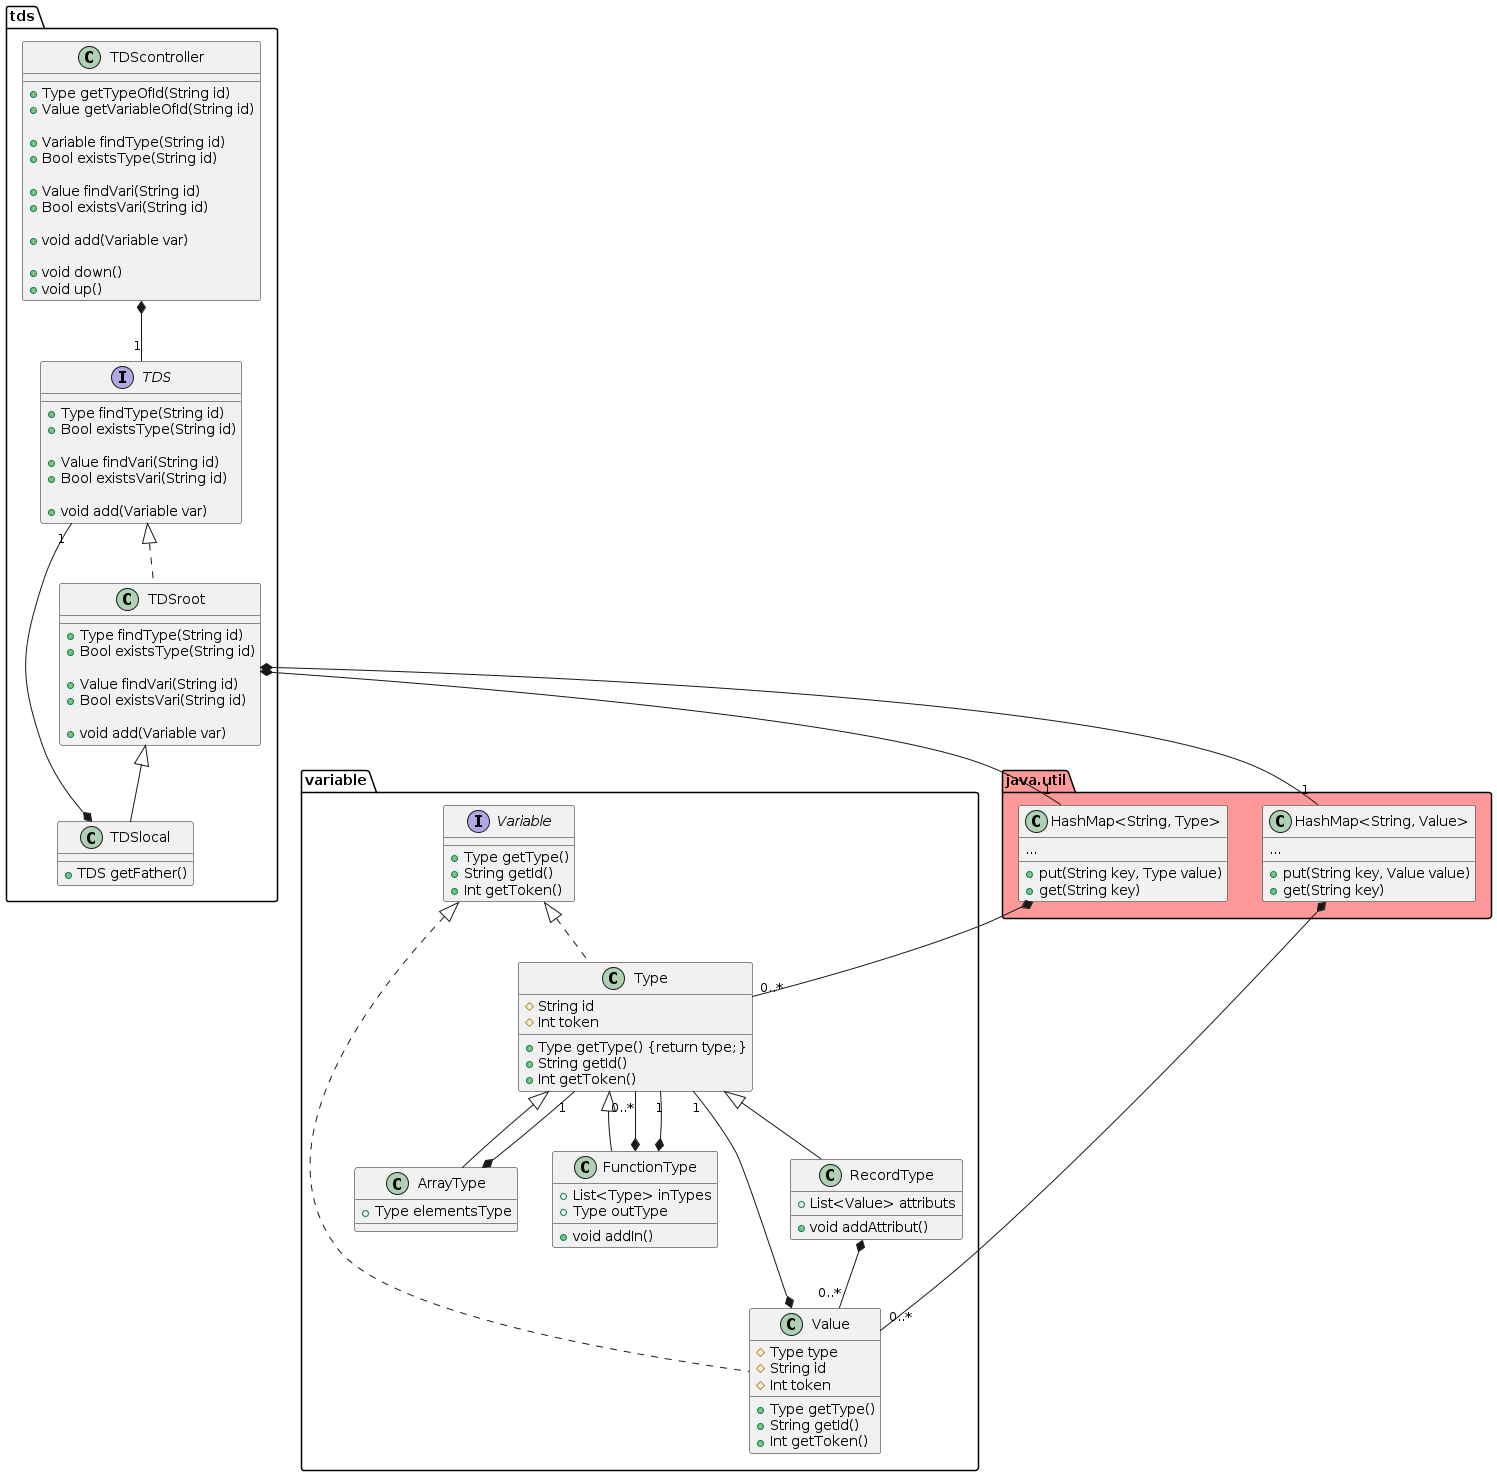 tds
C TDScontroller
Type getTypeOfId(String id)
Value getVariableOfId(String id)
Variable findType(String id)
Bool existsType(String id)
Value findVari(String id)
Bool existsVari(String id)
void add(Variable var)
void down()
void up()
1
I TDS
Type findType(String id)
Bool existsType(String id)
Value findVari(String id)
Bool existsVari(String id)
void add(Variable var)
1
C TDSroot
Type findType(String id)
Bool existsType(String id)
Value findVari(String id)
Bool existsVari(String id)
void add(Variable var)
C TDSlocal
TDS getFather()
variable
I Variable
Type getType()
String getId()
Int getToken()
java.util
1
1
C HashMap<String, Type>
...
put(String key, Type value)
get(String key)
C HashMap<String, Value>
...
put(String key, Value value)
get(String key)
0..*
C Type
String id
Int token
Type getType() {return type;}
String getId()
Int getToken()
1
0..*
1
1
C ArrayType
Type elementsType
C FunctionType
List<Type> inTypes
Type outType
void addIn()
C RecordType
List<Value> attributs
void addAttribut()
0..*
0..*
C Value
Type type
String id
Int token
Type getType()
String getId()
Int getToken()